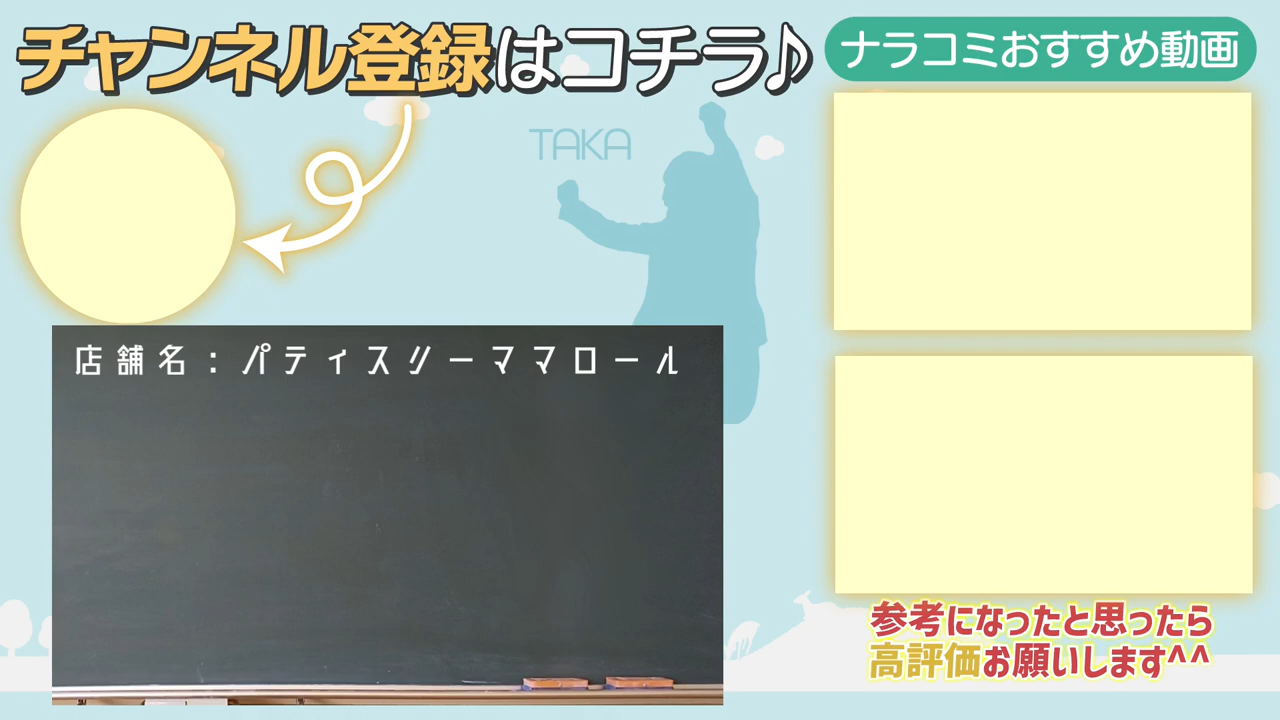 チャンネル登録はコチラ♪
ナラコミおすすめ動画
TAKA
店舗名：パティスリーママロール
参考になったと思ったら
高評価お願いします^^